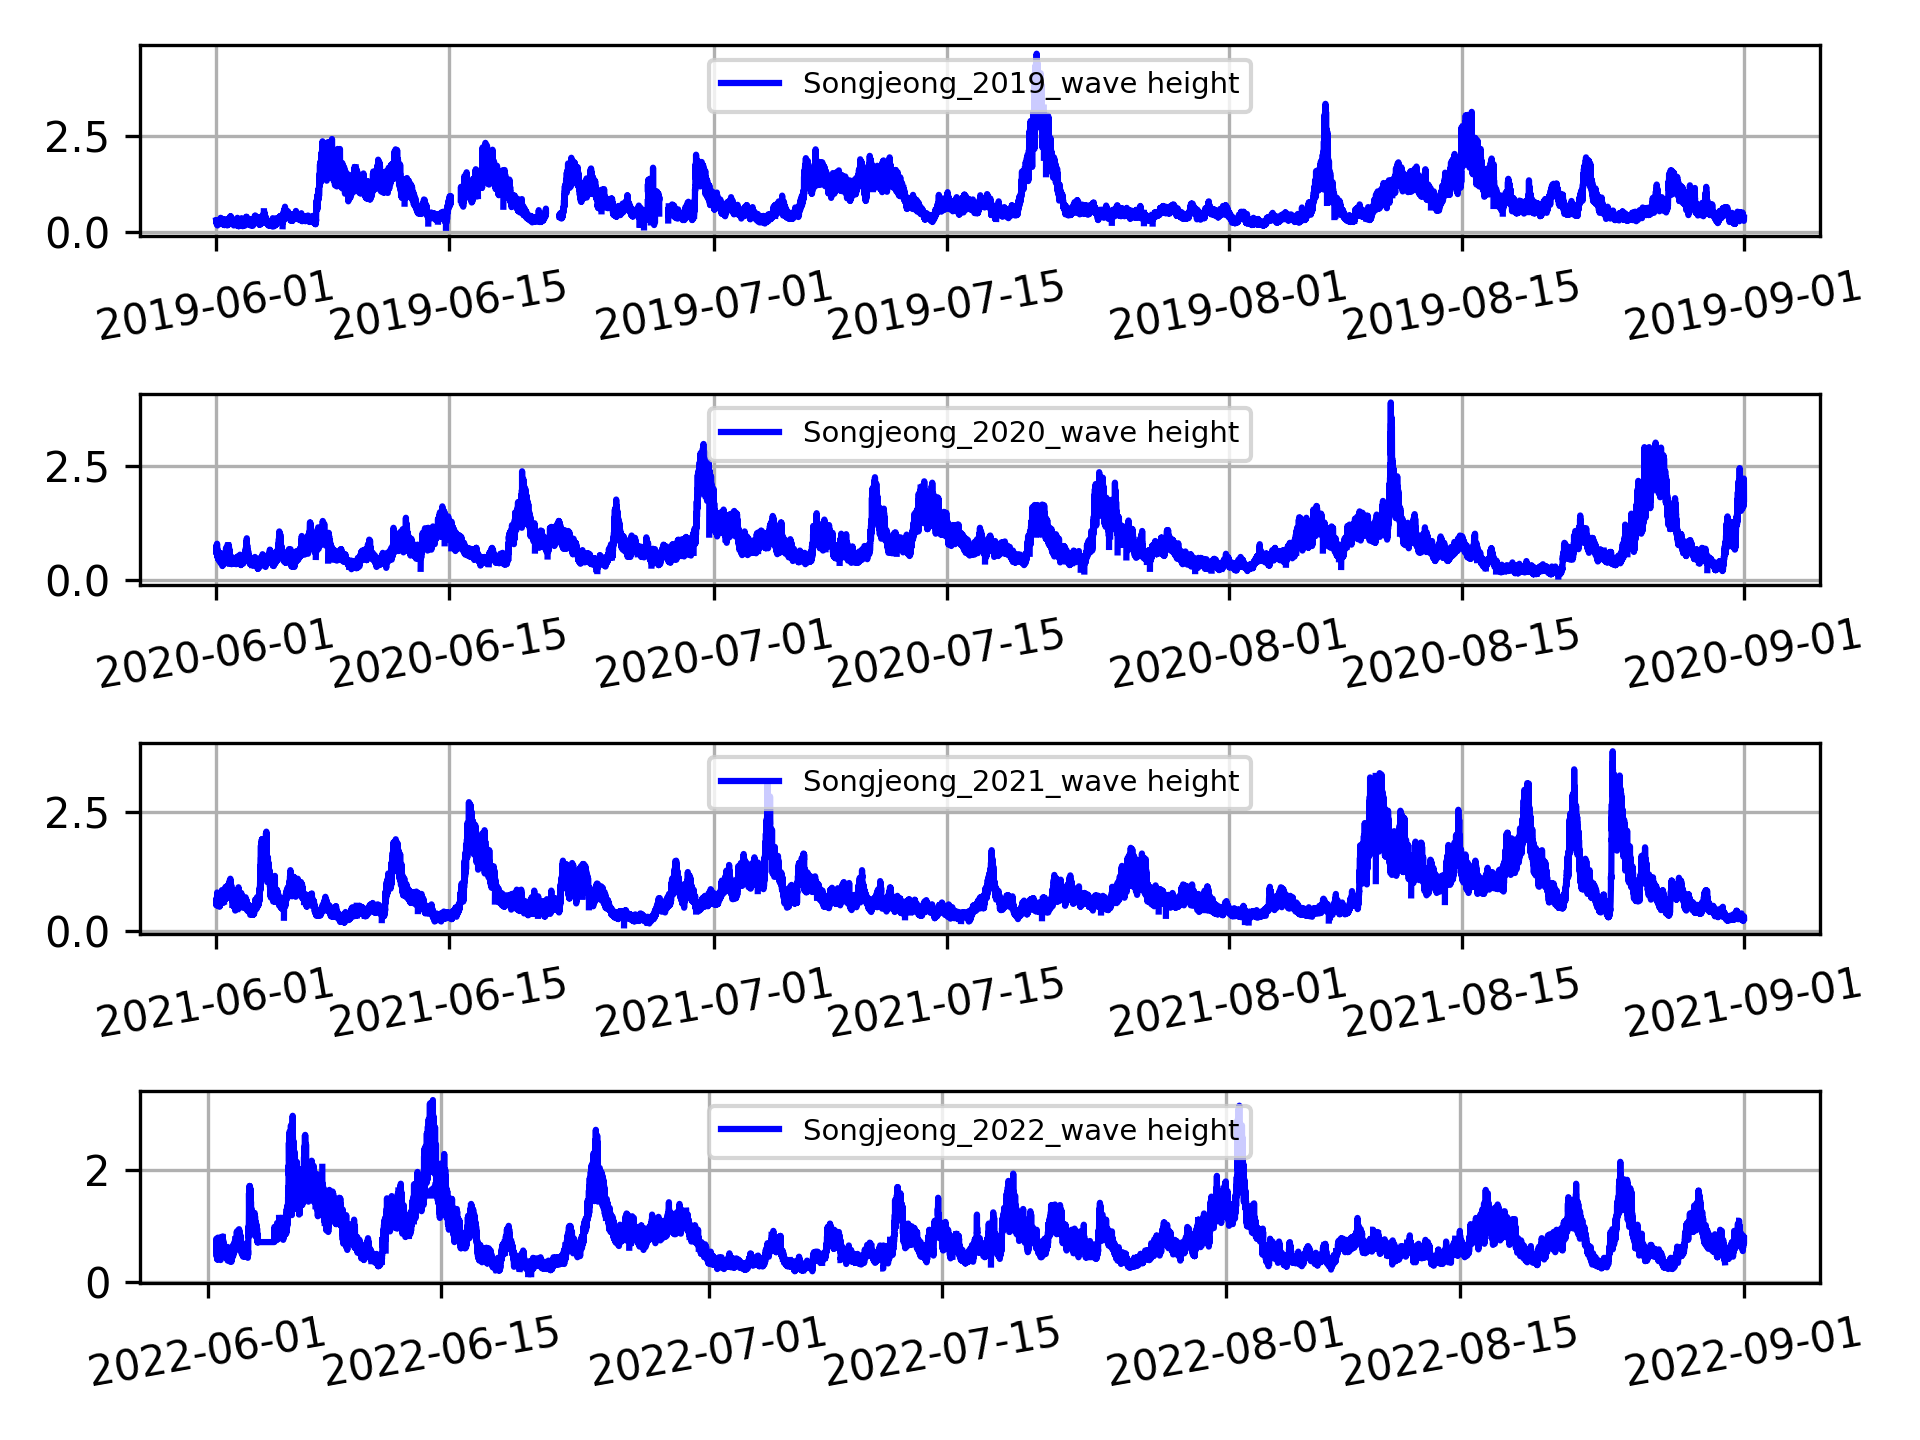 Songjeong_2019_wave height
2.5
0.0
2019-06-01 2019-06-15 2019-07-01 2019-07-15 2019-08-01 2019-08-15 2019-09-01
Songjeong_2020_wave height
2.5
0.0
2020-06-01 2020-06-15 2020-07-01 2020-07-15 2020-08-01 2020-08-15 2020-09-01
Songjeong_2021_wave height
2.5
0.0
2021-06-01 2021-06-15 2021-07-01 2021-07-15 2021-08-01 2021-08-15 2021-09-01
Songjeong_2022_wave height
2
0
2022-06-01 2022-06-15 2022-07-01 2022-07-15 2022-08-01 2022-08-15 2022-09-01